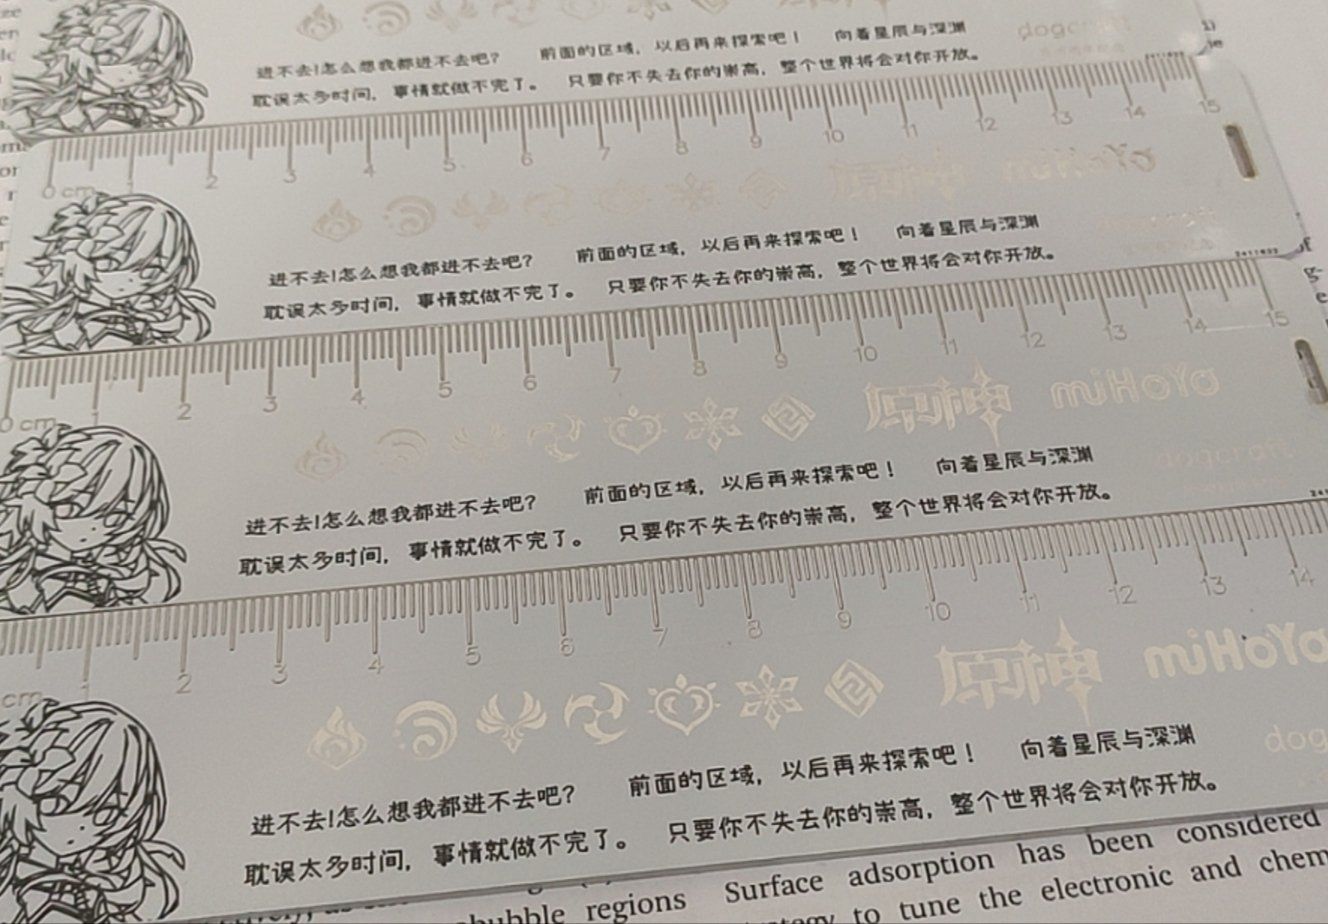 dogcraft
进不去!怎么想我都进不去吧? 前面的区域,以后再来探索吧! 向着星辰与深渊
耽误太多时间,事情就做不完了。 只要你不失去你的崇高,整个世界将会对你开放。
0 cm 1 2 3 4 5 6 7 8 9 10 11 12 13 14 15
原神 miHoYo
进不去!怎么想我都进不去吧? 前面的区域,以后再来探索吧! 向着星辰与深渊
耽误太多时间,事情就做不完了。 只要你不失去你的崇高,整个世界将会对你开放。
0 cm 1 2 3 4 5 6 7 8 9 10 11 12 13 14 15
原神 miHoYo
dogcraft
进不去!怎么想我都进不去吧? 前面的区域,以后再来探索吧! 向着星辰与深渊
耽误太多时间,事情就做不完了。 只要你不失去你的崇高,整个世界将会对你开放。
cm 1 2 3 4 5 6 7 8 9 10 11 12 13 14
原神 miHoYo
dog
进不去!怎么想我都进不去吧? 前面的区域,以后再来探索吧! 向着星辰与深渊
耽误太多时间,事情就做不完了。 只要你不失去你的崇高,整个世界将会对你开放。
regions Surface adsorption has been considered
to tune the electronic and chem